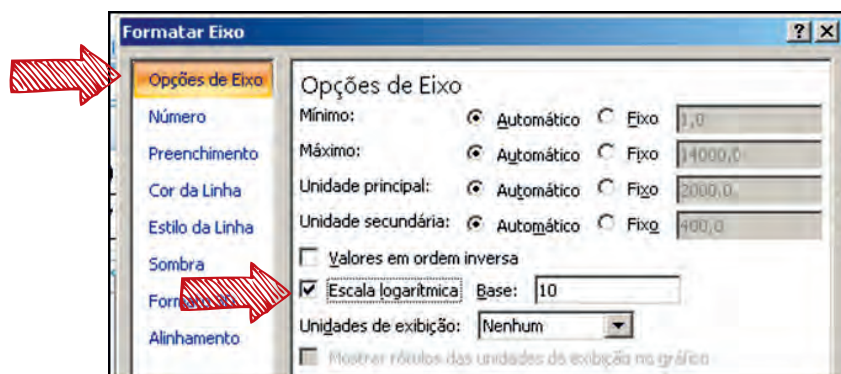 Formatar Eixo
Opções de Eixo
Número
Preenchimento
Cor da Linha
Estilo da Linha
Sombra
Formato 3D
Alinhamento
Opções de Eixo
Mínimo: Automático Fixo 1,0
Máximo: Automático Fixo 14000,0
Unidade principal: Automático Fixo 2000,0
Unidade secundária: Automático Fixo 400,0
Valores em ordem inversa
Escala logarítmica Base: 10
Unidades de exibição: Nenhum
Mostrar rótulos das unidades de exibição no gráfico